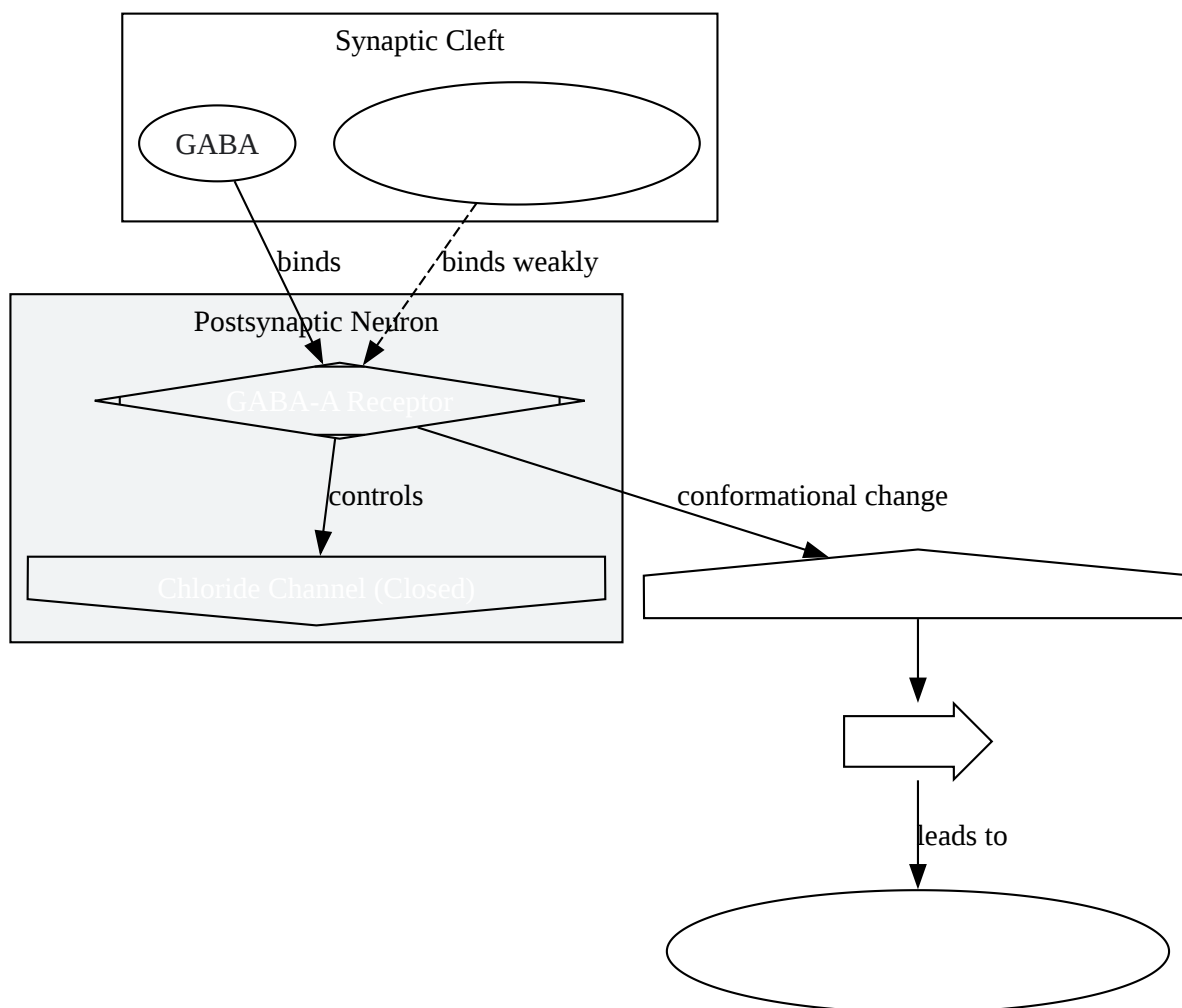 Synaptic Cleft
GABA
binds
binds weakly
Postsynaptic Neuron
GABA-A Receptor
controls
conformational change
Chloride Channel (Closed)
leads to